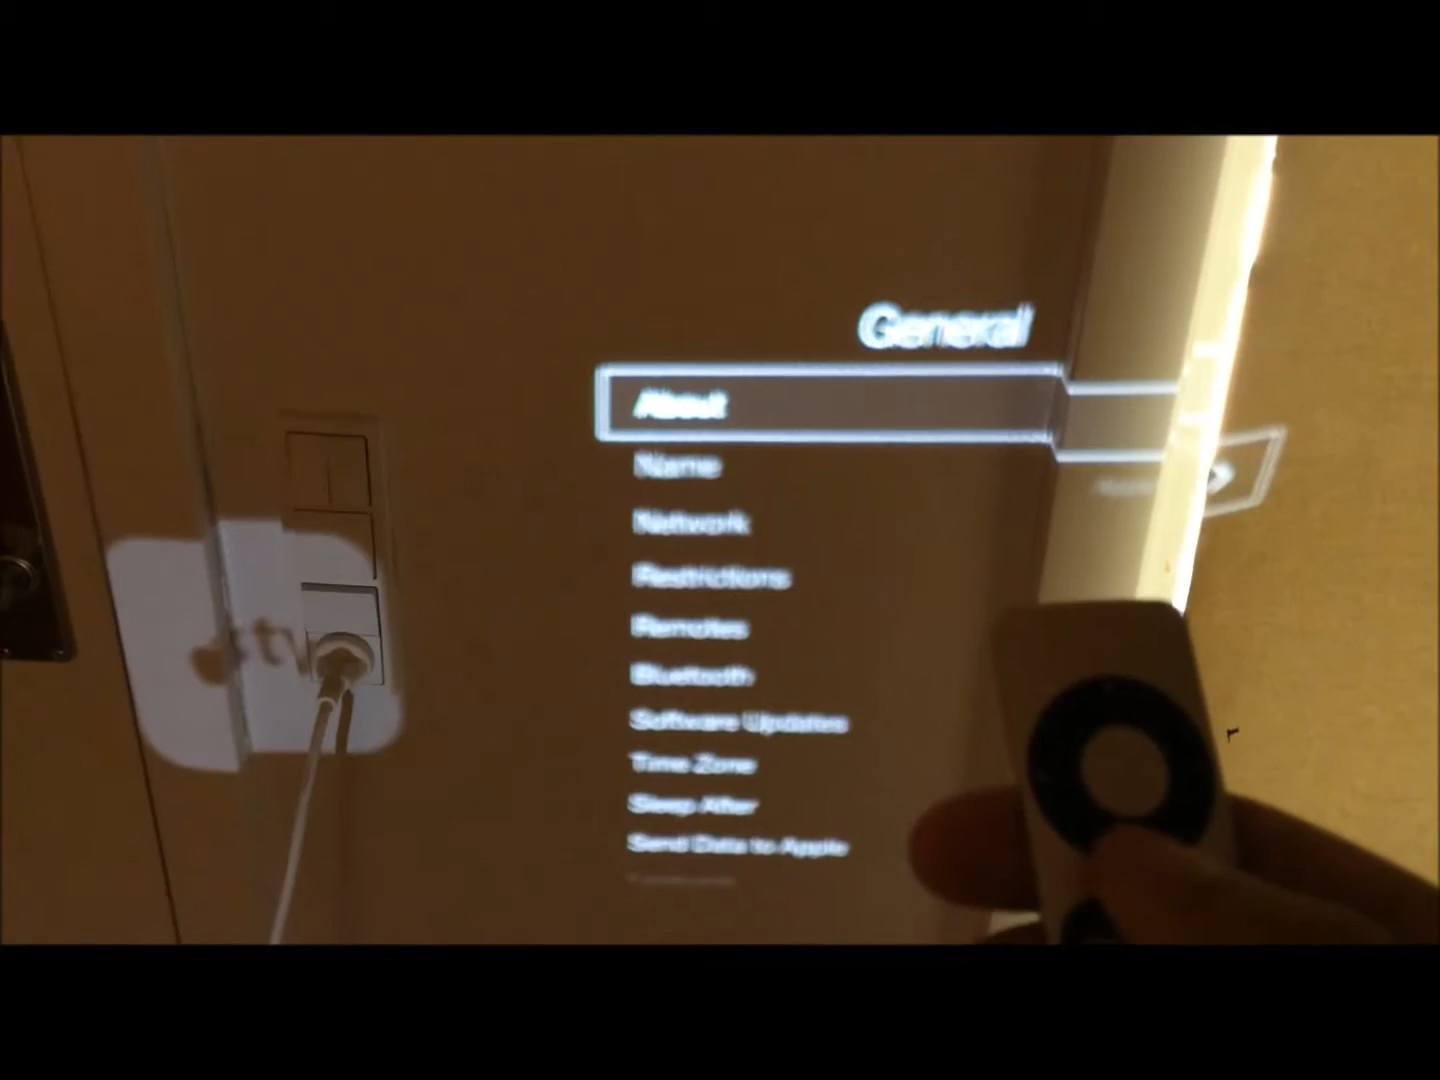 General
About
Name
Network
Restrictions
Remotes
Bluetooth
Software Updates
Time Zone
Sleep After
Send Data to Apple
tv